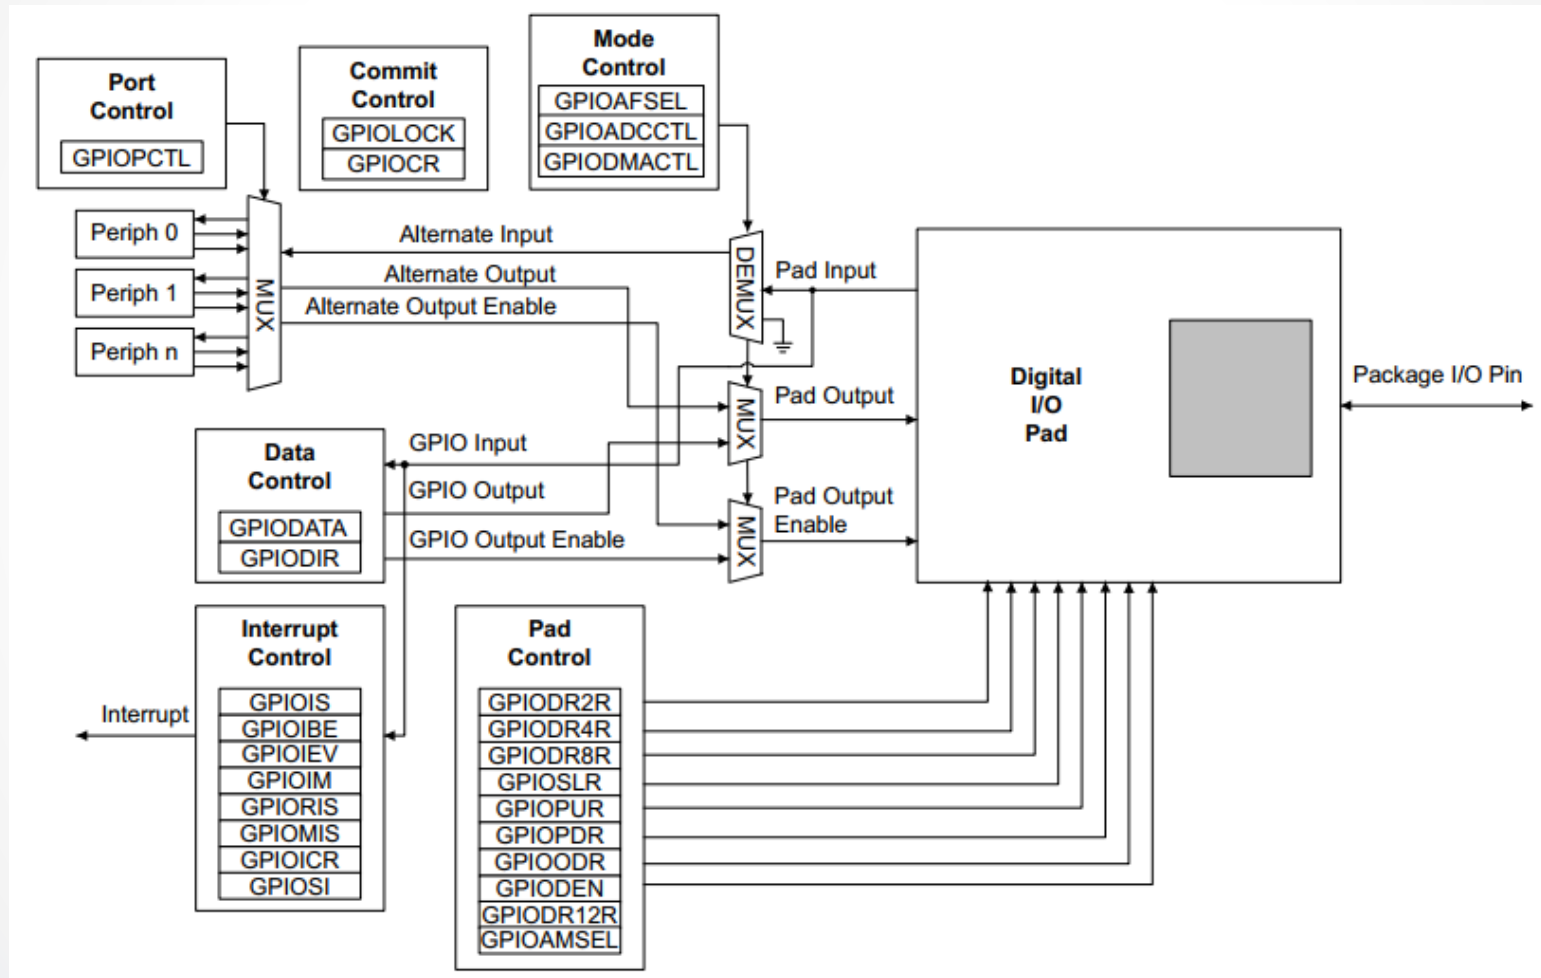 Port
Control
GPIOPCTL
Commit
Control
GPIOLOCK
GPIOCR
Mode
Control
GPIOAFSEL
GPIOADCCTL
GPIODMACTL
Periph 0
Periph 1
Periph n
MUX
Alternate Input
Alternate Output
Alternate Output Enable
DEMUX
Pad Input
MUX
Pad Output
MUX
Pad Output
Enable
Digital
I/O
Pad
Package I/O Pin
Data
Control
GPIODATA
GPIODIR
GPIO Input
GPIO Output
GPIO Output Enable
Interrupt
Control
GPIOIS
GPIOIBE
GPIOIEV
GPIOIM
GPIORIS
GPIOMIS
GPIOICR
GPIOSI
Interrupt
Pad
Control
GPIODR2R
GPIODR4R
GPIODR8R
GPIOSLR
GPIOPUR
GPIOPDR
GPIOODR
GPIODEN
GPIODR12R
GPIOAMSEL